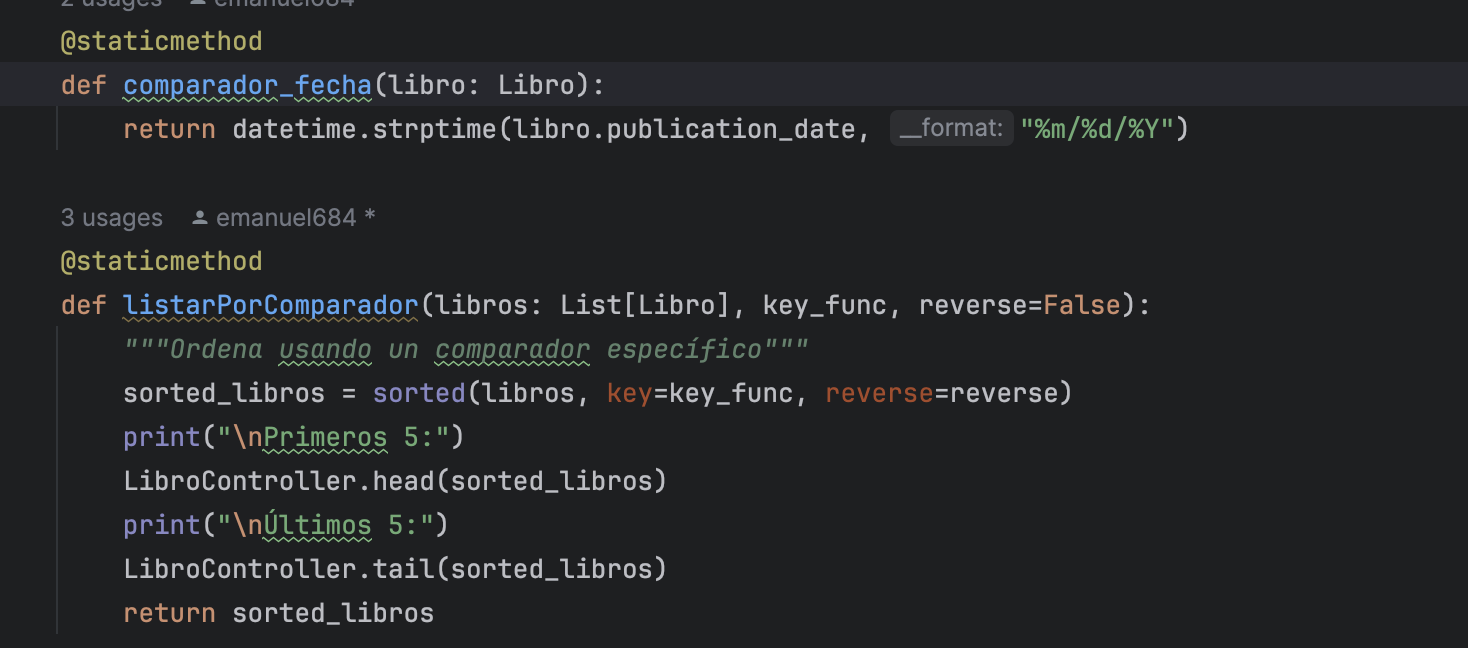 2 usages emanuel684
@staticmethod
def comparador_fecha(libro: Libro):
return datetime.strptime(libro.publication_date, __format: "%m/%d/%Y")
3 usages emanuel684 *
@staticmethod
def listarPorComparador(libros: List[Libro], key_func, reverse=False):
"""Ordena usando un comparador específico"""
sorted_libros = sorted(libros, key=key_func, reverse=reverse)
print("\nPrimeros 5:")
LibroController.head(sorted_libros)
print("\nÚltimos 5:")
LibroController.tail(sorted_libros)
return sorted_libros